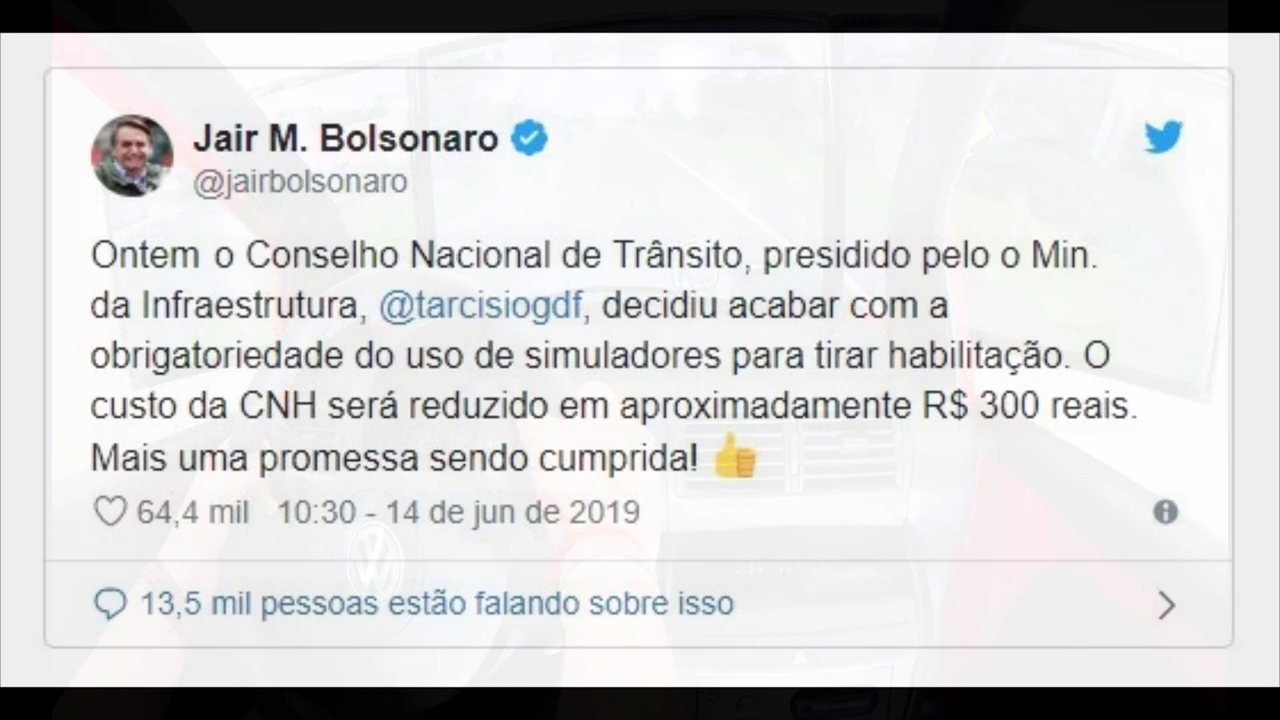 Jair M. Bolsonaro
@jairbolsonaro
Ontem o Conselho Nacional de Trânsito, presidido pelo o Min.
da Infraestrutura, @tarcisiogdf, decidiu acabar com a
obrigatoriedade do uso de simuladores para tirar habilitação. O
custo da CNH será reduzido em aproximadamente R$ 300 reais.
Mais uma promessa sendo cumprida! 👍
64,4 mil 10:30 - 14 de jun de 2019
13,5 mil pessoas estão falando sobre isso